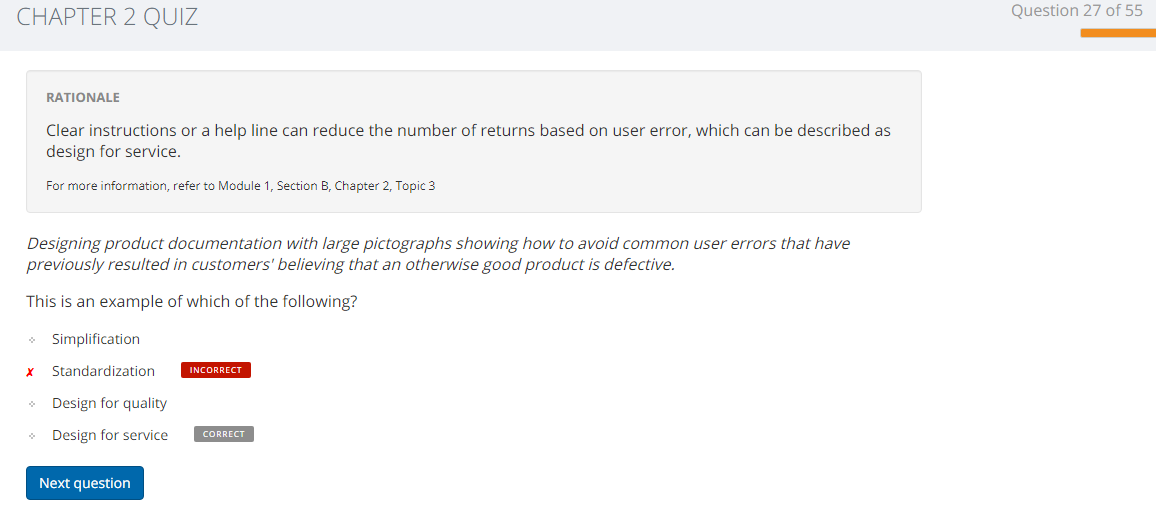 CHAPTER 2 QUIZ
Question 27 of 55
RATIONALE
Clear instructions or a help line can reduce the number of returns based on user error, which can be described as
design for service.
For more information, refer to Module 1, Section B, Chapter 2, Topic 3
Designing product documentation with large pictographs showing how to avoid common user errors that have
previously resulted in customers' believing that an otherwise good product is defective.
This is an example of which of the following?
Simplification
Standardization INCORRECT
Design for quality
Design for service CORRECT
Next question